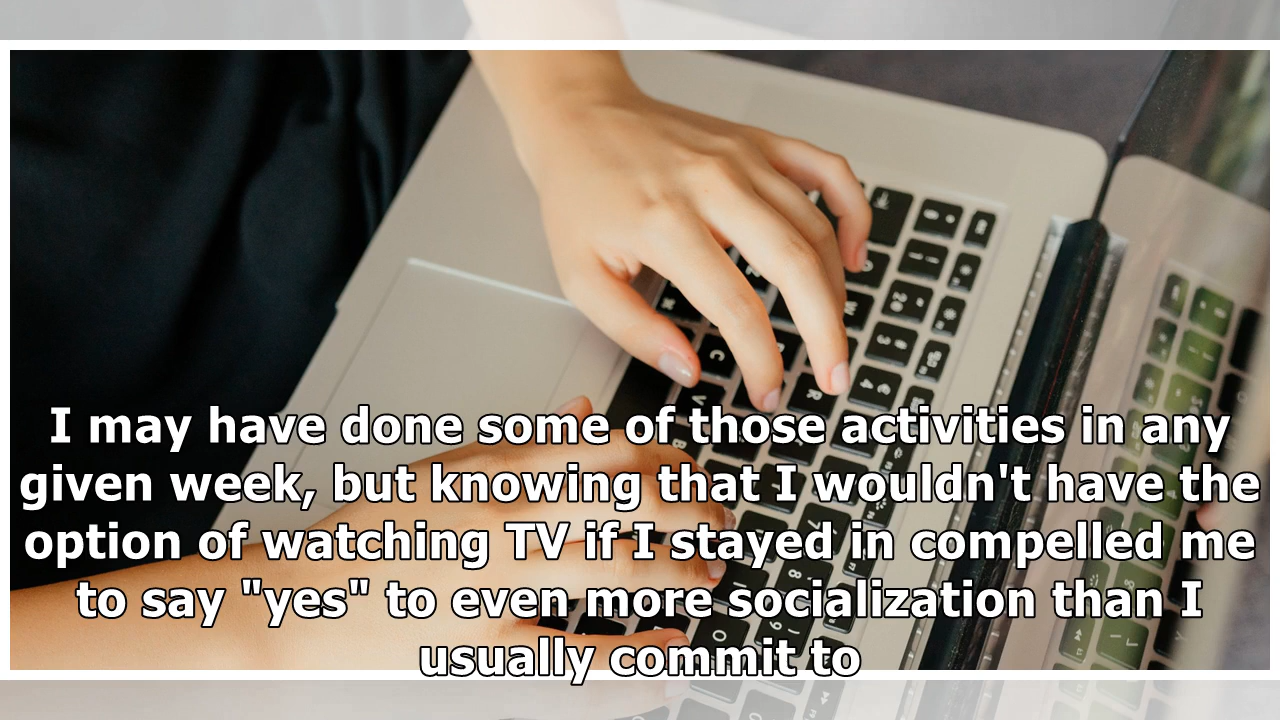 I may have done some of those activities in any
given week, but knowing that I wouldn't have the
option of watching TV if I stayed in compelled me
to say "yes" to even more socialization than I
usually commit to